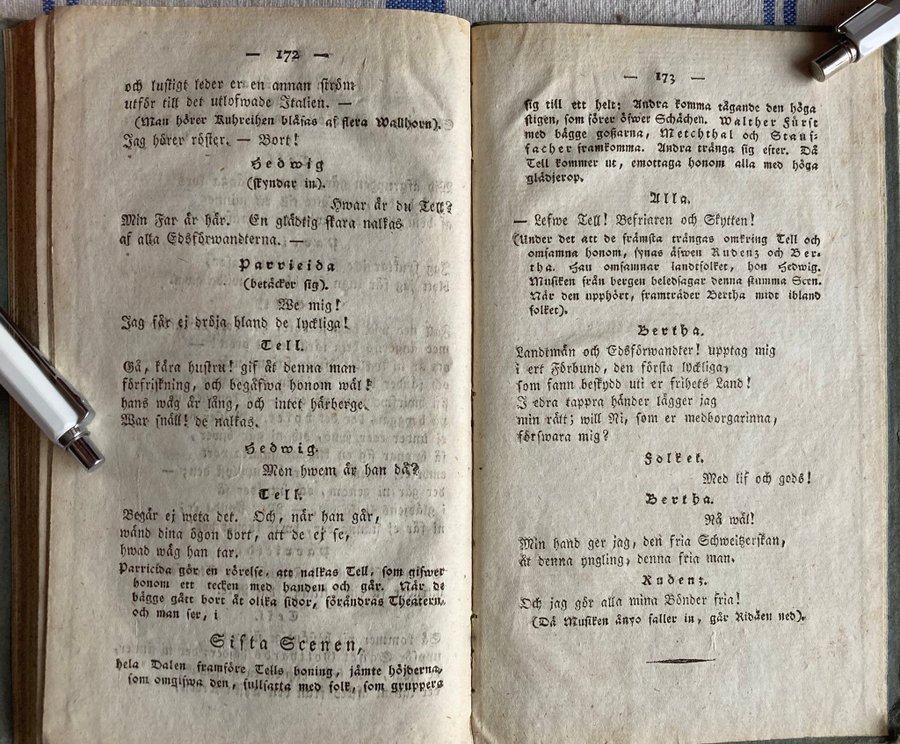 — 172 —
och lustigt leder er en annan ström
utför till det utlofwade Italien. —
(Man hörer Kuhreihen blåsas af flera Wallhorn).
Jag hörer röster. — Bort!
Hedwig
(skyndar in).
Hwar är du Tell?
Min Far är här. En glädtig skara nalkas
af alla Edsförwandterna. —
Parricida
(betäcker sig).
We mig!
Jag får ej dröja bland de lyckliga!
Tell.
Gå, kära hustru! gif åt denna man
förfriskning, och begåfwa honom wäl!
hans wäg är lång, och intet härberge.
War snäll! de nalkas.
Hedwig.
Men hwem är han då?
Tell.
Begär ej weta det. Och, när han går,
wänd dina ögon bort, att de ej se,
hwad wäg han tar.
Parricida gör en rörelse, att nalkas Tell, som gifwer
honom ett tecken med handen och går. När de
bägge gått bort åt olika sidor, förändras Theatern,
och man ser, i
Sista Scenen,
hela Dalen framföre Tells boning, jämte höjderna,
som omgifwa den, fullsatta med folk, som gruppera
— 173 —
sig till ett helt; Andra komma tågande den höga
stigen, som förer öfwer Schächen. Walther Fürst
med bägge goßarna, Metchthal och Stauf-
facher framkomma. Andra tränga sig efter. Då
Tell kommer ut, emottaga honom alla med höga
glädjerop.
Alla.
— Lefwe Tell! Befriaren och Skytten!
(Under det att de främsta trängas omkring Tell och
omfamna honom, synas äfwen Rudenz och Ber-
tha. Han omfamnar landtfolket, hon Hedwig.
Musiken från bergen beledsagar denna stumma Scen.
När den upphört, framträder Bertha midt ibland
folket).
Bertha.
Landtmän och Edsförwandter! upptag mig
i ert Förbund, den första lyckliga,
som fann beskydd uti er frihets Land!
I edra tappra händer lägger jag
min rätt; will Ni, som er medborgarinna,
förswara mig?
Folket.
Med lif och gods!
Bertha.
Nå wäl!
Min hand ger jag, den fria Schweitzerskan,
åt denna yngling, denna fria man.
Rudenz.
Och jag gör alla mina Bönder fria!
(Då Musiken ånyo faller in, går Ridåen ned).